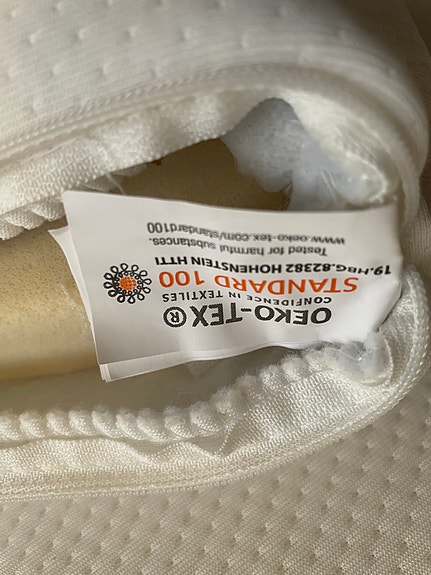 OEKO-TEX®
CONFIDENCE IN TEXTILES
STANDARD 100
19.HBG.82382 HOHENSTEIN HTTI
Tested for harmful substances.
www.oeko-tex.com/standard100